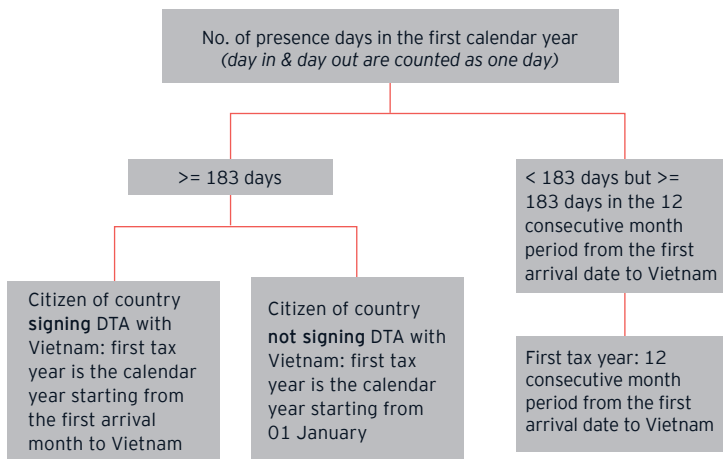 No. of presence days in the first calendar year
(day in & day out are counted as one day)
>= 183 days
< 183 days but >=
183 days in the 12
consecutive month
period from the first
arrival date to Vietnam
Citizen of country
signing DTA with
Vietnam: first tax
year is the calendar
year starting from
the first arrival
month to Vietnam
Citizen of country
not signing DTA with
Vietnam: first tax
year is the calendar
year starting from
01 January
First tax year: 12
consecutive month
period from the first
arrival date to Vietnam